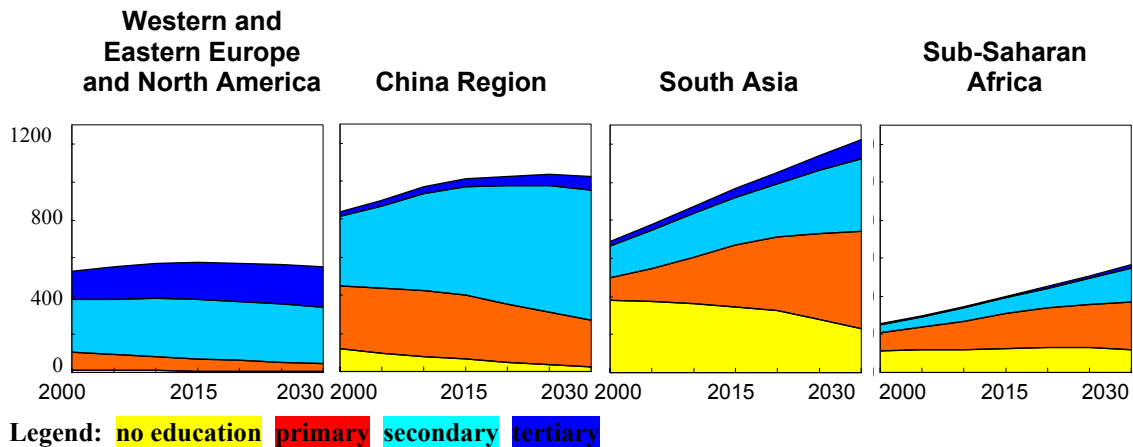 Western and
Eastern Europe
and North America
China Region
South Asia
Sub-Saharan
Africa
1200
800
400
0
2000 2015 2030
2000 2015 2030
2000 2015 2030
2000 2015 2030
Legend: no education primary secondary tertiary